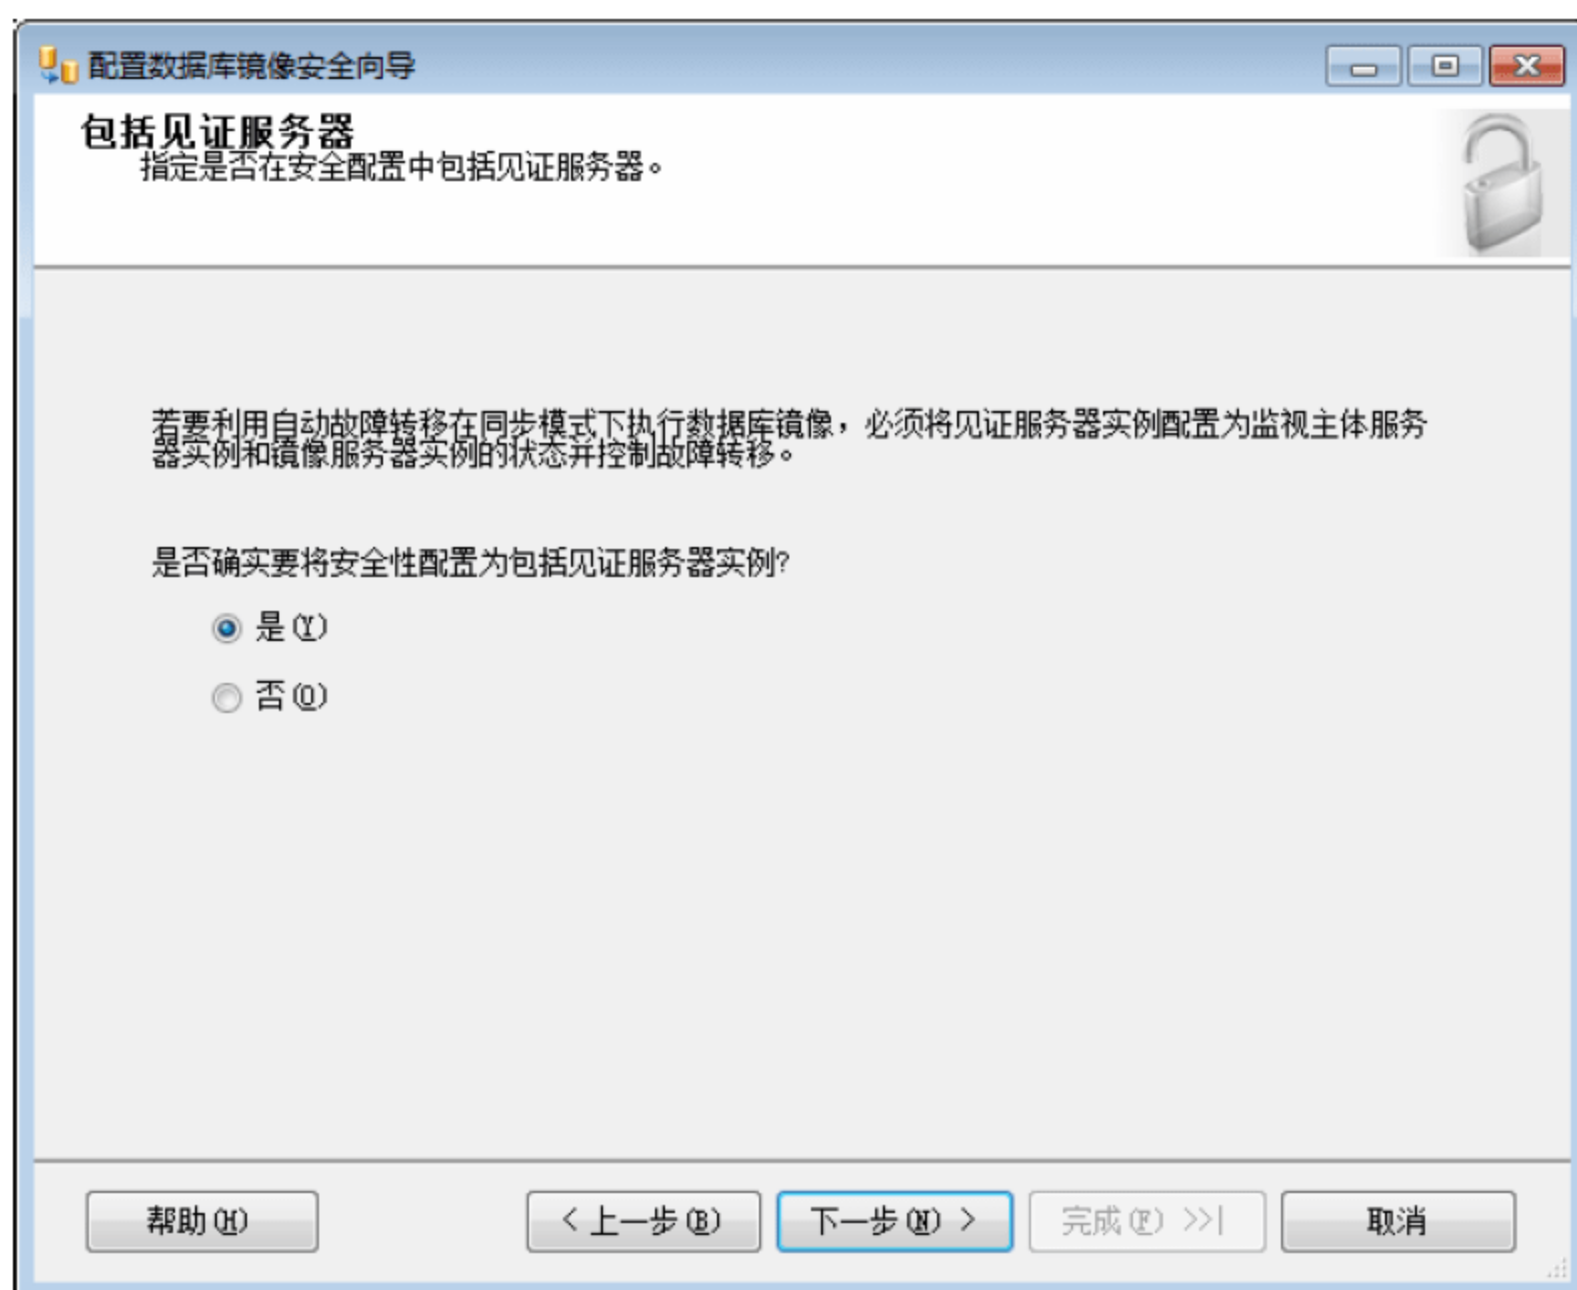 配置数据库镜像安全向导
包括见证服务器
指定是否在安全配置中包括见证服务器。
若要利用自动故障转移在同步模式下执行数据库镜像，必须将见证服务器实例配置为监视主体服务
器实例和镜像服务器实例的状态并控制故障转移。
是否确实要将安全性配置为包括见证服务器实例?
是(Y)
否(O)
帮助(H)
< 上一步(B)
下一步(N) >
完成(F) >>|
取消